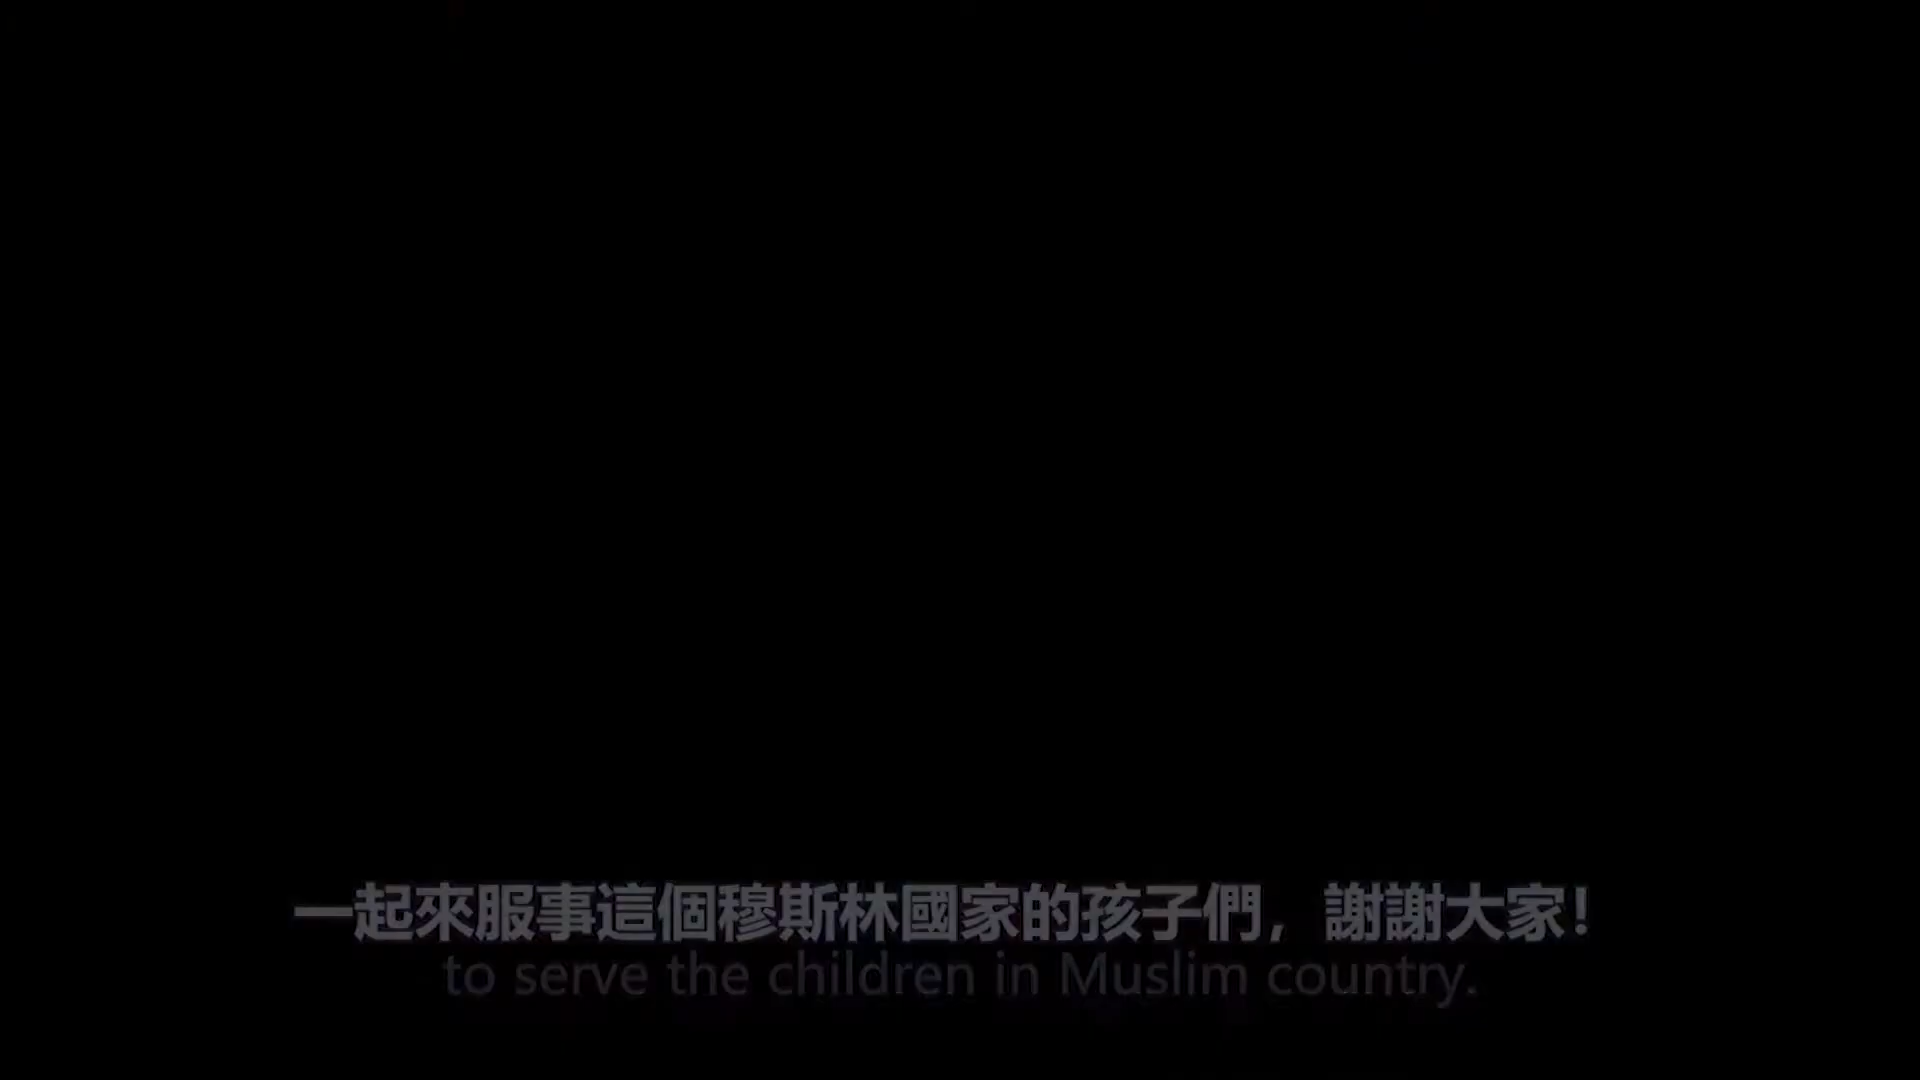 一起來服事這個穆斯林國家的孩子們，謝謝大家！
to serve the children in Muslim country.